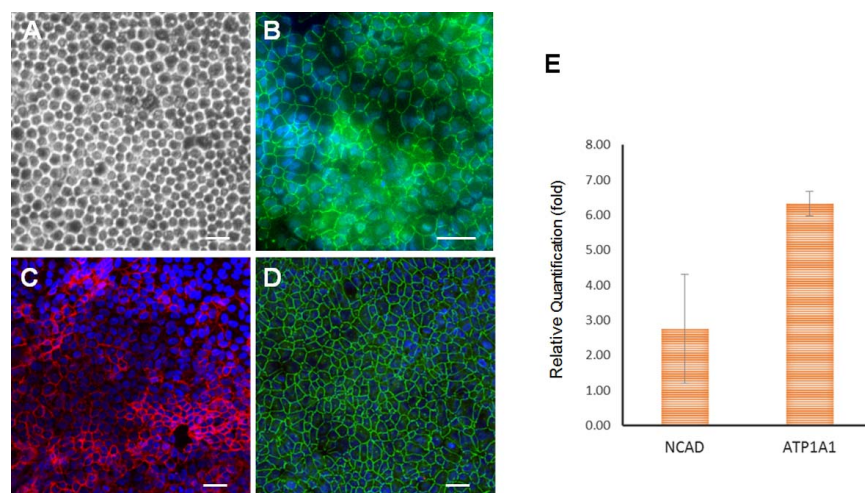 A
B
C
D
E
Relative Quantification (fold)
8.00
7.00
6.00
5.00
4.00
3.00
2.00
1.00
0.00
NCAD
ATP1A1